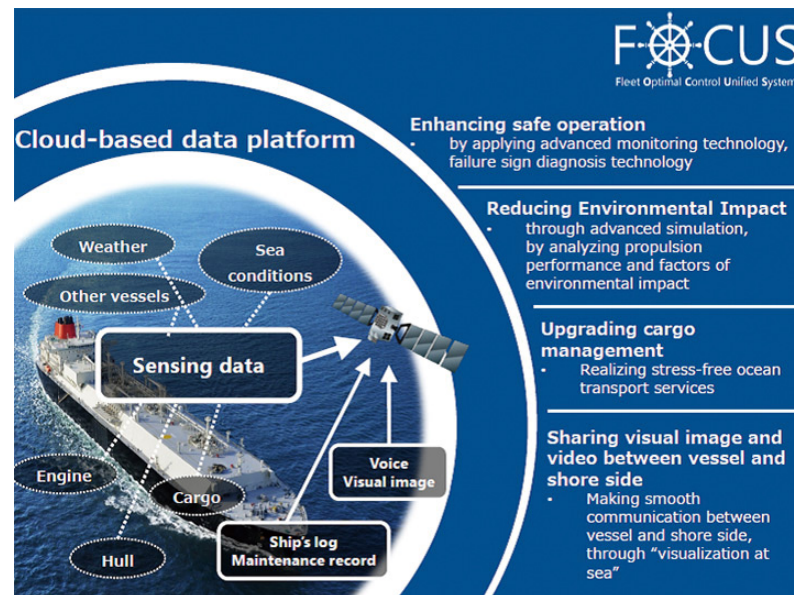 FOCUS
Fleet Optimal Control Unified System
Cloud-based data platform
Weather
Sea
conditions
Other vessels
Sensing data
Engine
Cargo
Hull
Voice
Visual image
Ship's log
Maintenance record
Enhancing safe operation
• by applying advanced monitoring technology,
failure sign diagnosis technology
Reducing Environmental Impact
• through advanced simulation,
by analyzing propulsion
performance and factors of
environmental impact
Upgrading cargo
management
• Realizing stress-free ocean
transport services
Sharing visual image and
video between vessel and
shore side
• Making smooth
communication between
vessel and shore side,
through “visualization at
sea”